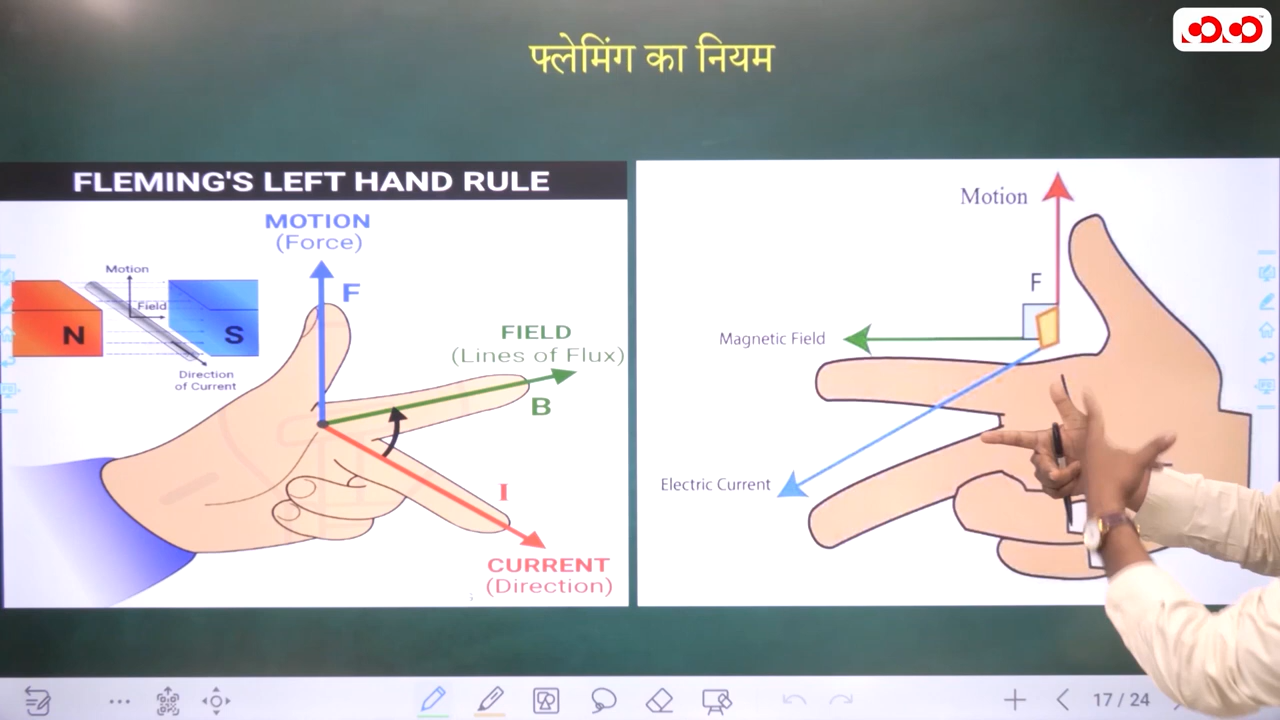 फ्लेमिंग का नियम
FLEMING'S LEFT HAND RULE
MOTION
(Force)
F
Motion
Field
N
S
Direction
of Current
FIELD
(Lines of Flux)
B
I
CURRENT
(Direction)
Motion
F
Magnetic Field
Electric Current
17 / 24